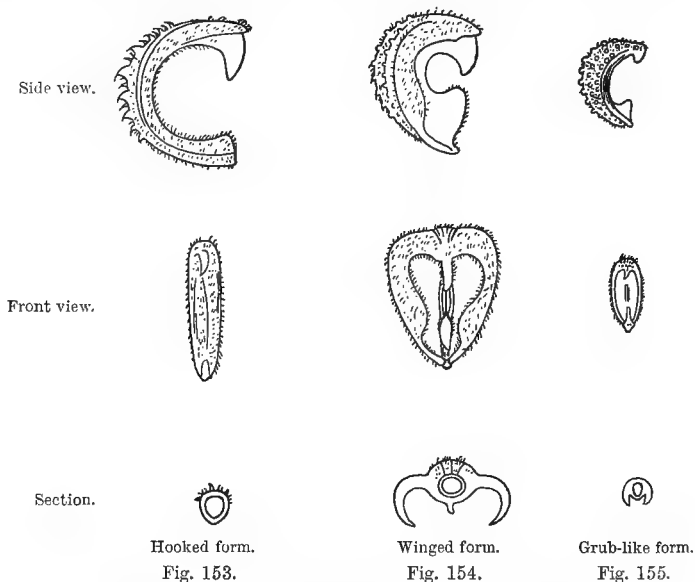 Side view.
Front view.
Section.
Hooked form. Winged form. Grub-like form.
Fig. 153. Fig. 154. Fig. 155.